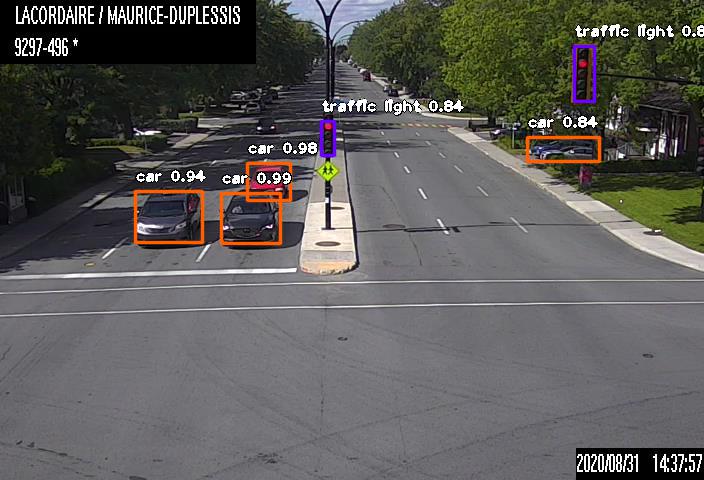 LACORDAIRE / MAURICE-DUPLESSIS
9297-496 *
traffic light 0.8
traffic light 0.84
car 0.84
car 0.98
car 0.94
car 0.99
2020/08/31 14:37:57